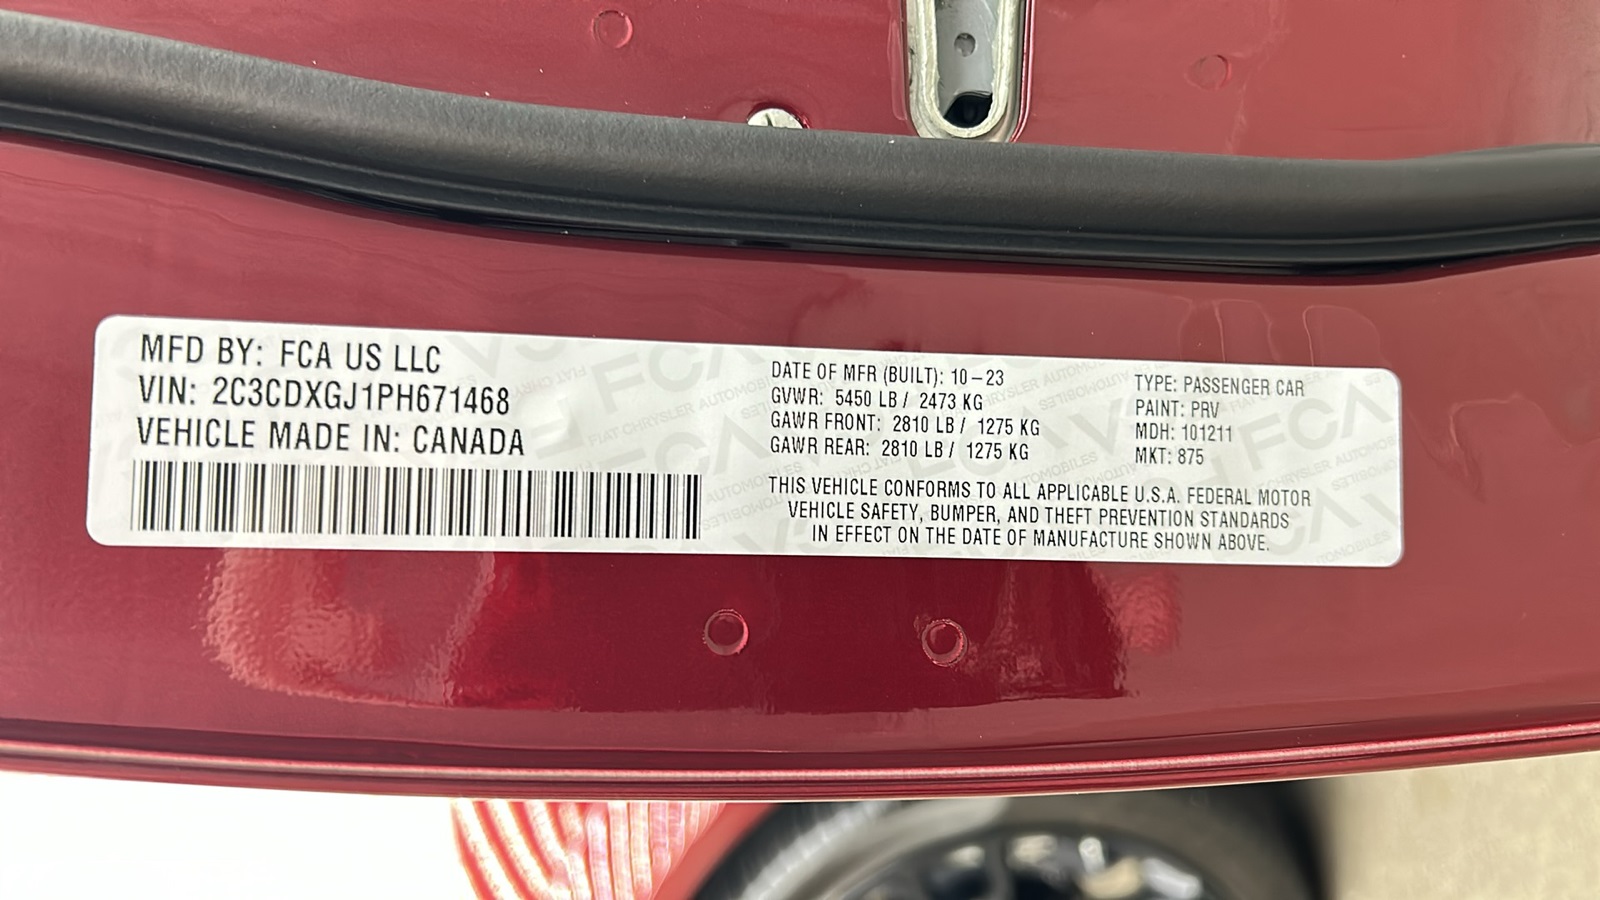 MFD BY: FCA US LLC
VIN: 2C3CDXGJ1PH671468
VEHICLE MADE IN: CANADA
DATE OF MFR (BUILT): 10-23
GVWR: 5450 LB / 2473 KG
GAWR FRONT: 2810 LB / 1275 KG
GAWR REAR: 2810 LB / 1275 KG
TYPE: PASSENGER CAR
PAINT: PRV
MDH: 101211
MKT: 875
THIS VEHICLE CONFORMS TO ALL APPLICABLE U.S.A. FEDERAL MOTOR
VEHICLE SAFETY, BUMPER, AND THEFT PREVENTION STANDARDS
IN EFFECT ON THE DATE OF MANUFACTURE SHOWN ABOVE.